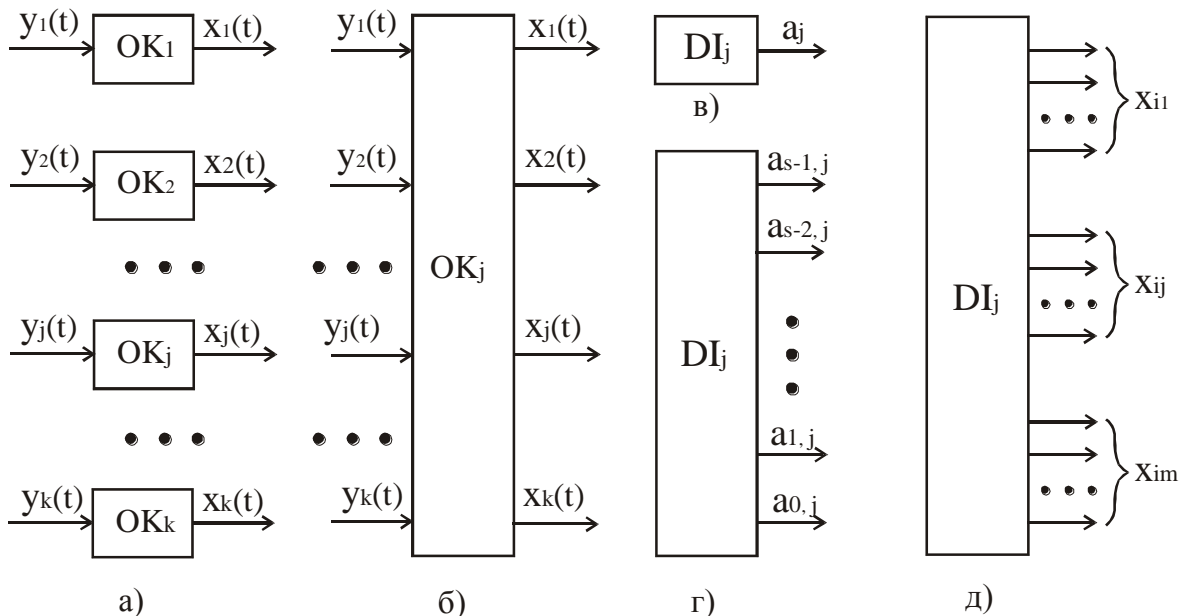 y1(t) OK1 x1(t)
y2(t) OK2 x2(t)
yj(t) OKj xj(t)
yk(t) OKk xk(t)
а)
y1(t) x1(t)
y2(t) x2(t)
OKj
yj(t) xj(t)
yk(t) xk(t)
б)
DIj aj
в)
DIj
as-1, j
as-2, j
a1, j
a0, j
г)
DIj
xi1
xij
xim
д)